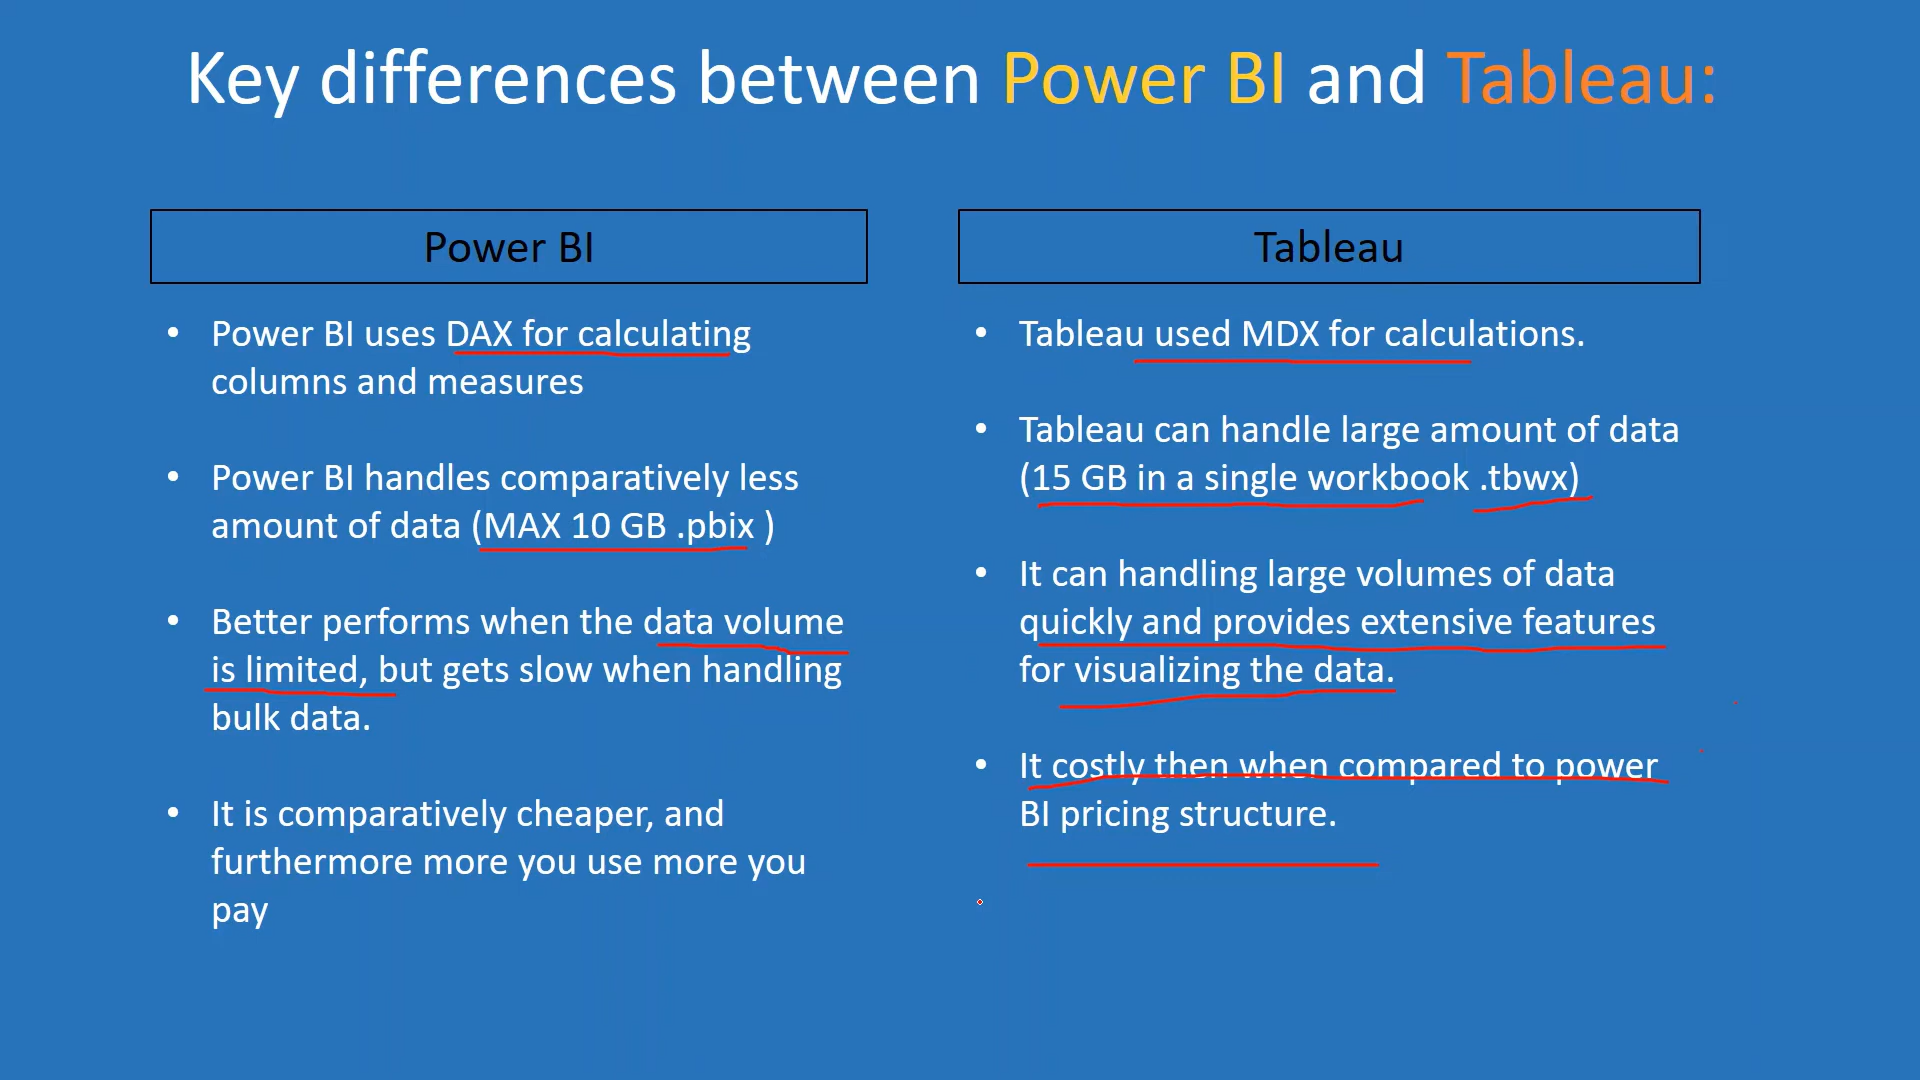 Key differences between Power BI and Tableau:
Power BI
• Power BI uses DAX for calculating
columns and measures
• Power BI handles comparatively less
amount of data (MAX 10 GB .pbix )
• Better performs when the data volume
is limited, but gets slow when handling
bulk data.
• It is comparatively cheaper, and
furthermore more you use more you
pay
Tableau
• Tableau used MDX for calculations.
• Tableau can handle large amount of data
(15 GB in a single workbook .tbwx)
• It can handling large volumes of data
quickly and provides extensive features
for visualizing the data.
• It costly then when compared to power
BI pricing structure.